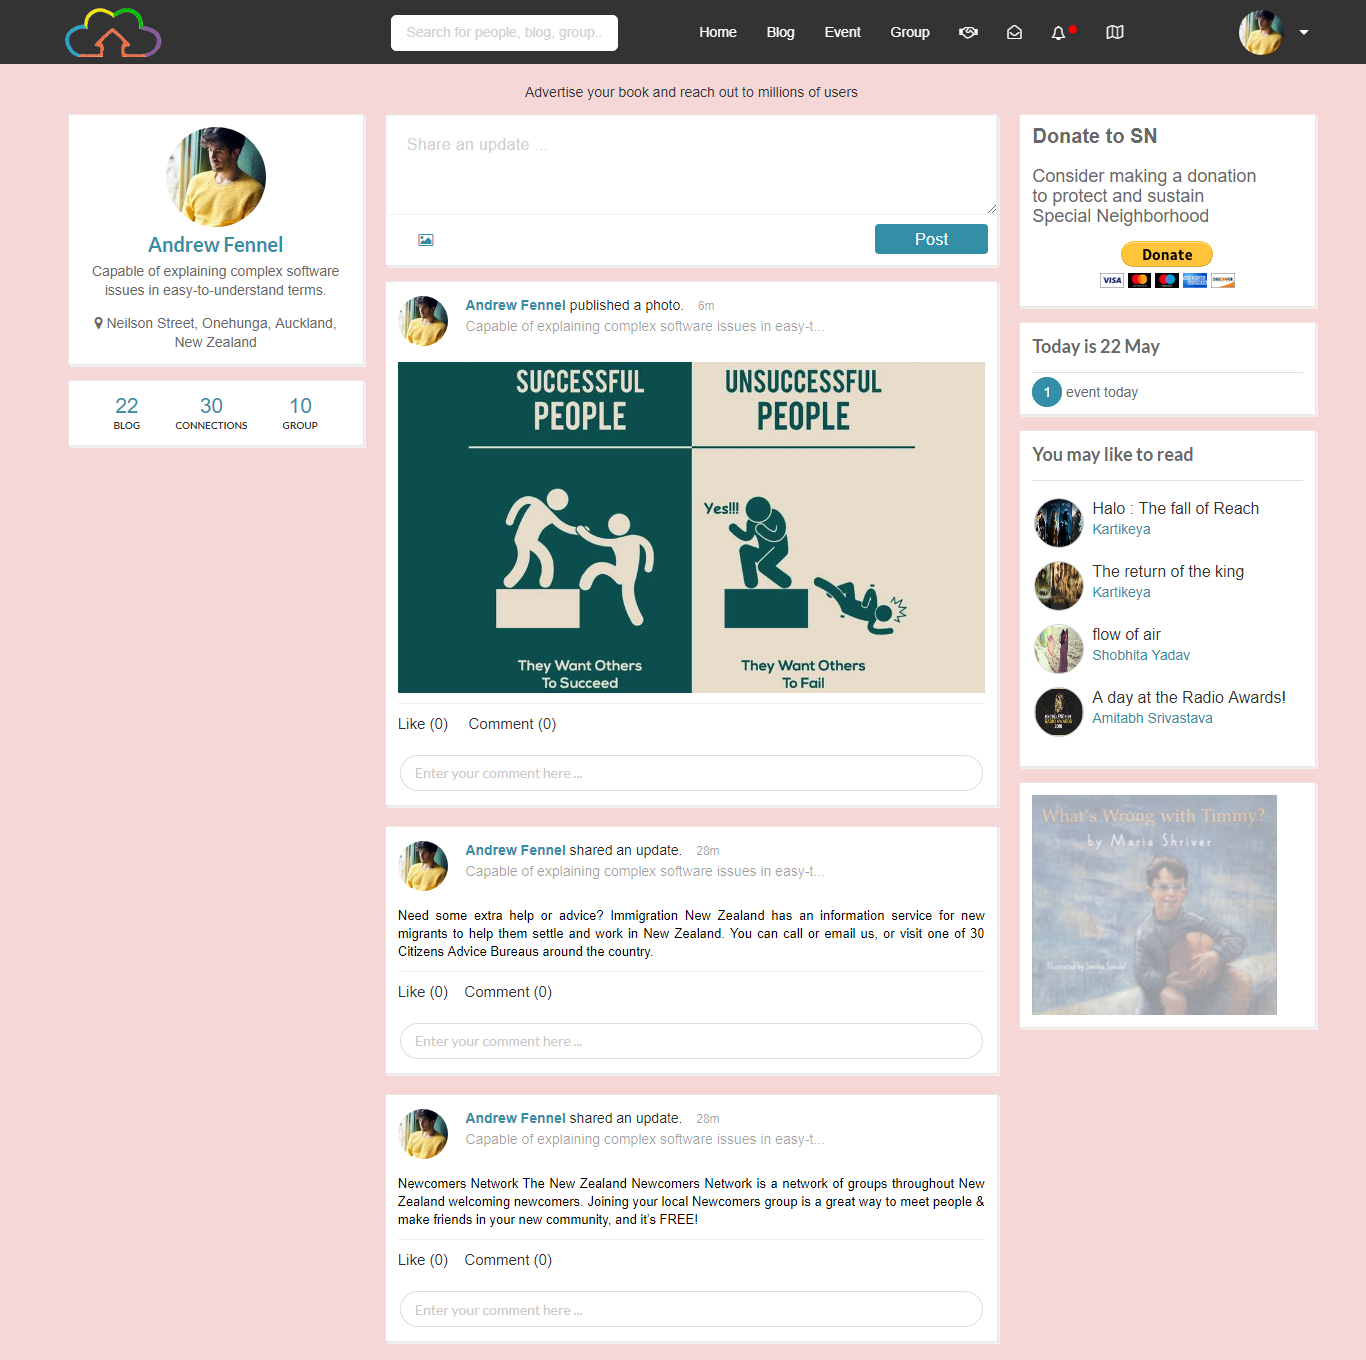 Search for people, blog, group..
Home
Blog
Event
Group
Advertise your book and reach out to millions of users
Andrew Fennel
Capable of explaining complex software
issues in easy-to-understand terms.
Neilson Street, Onehunga, Auckland,
New Zealand
22
BLOG
30
CONNECTIONS
10
GROUP
Share an update ...
Post
Andrew Fennel published a photo. 6m
Capable of explaining complex software issues in easy-t...
SUCCESSFUL
PEOPLE
UNSUCCESSFUL
PEOPLE
Yes!!!
They Want Others
To Succeed
They Want Others
To Fail
Like (0) Comment (0)
Enter your comment here ...
Andrew Fennel shared an update. 28m
Capable of explaining complex software issues in easy-t...
Need some extra help or advice? Immigration New Zealand has an information service for new
migrants to help them settle and work in New Zealand. You can call or email us, or visit one of 30
Citizens Advice Bureaus around the country.
Like (0) Comment (0)
Enter your comment here ...
Andrew Fennel shared an update. 28m
Capable of explaining complex software issues in easy-t...
Newcomers Network The New Zealand Newcomers Network is a network of groups throughout New
Zealand welcoming newcomers. Joining your local Newcomers group is a great way to meet people &
make friends in your new community, and it's FREE!
Like (0) Comment (0)
Enter your comment here ...
Donate to SN
Consider making a donation
to protect and sustain
Special Neighborhood
Donate
VISA
DISCOVER
Today is 22 May
1 event today
You may like to read
Halo : The fall of Reach
Kartikeya
The return of the king
Kartikeya
flow of air
Shobhita Yadav
A day at the Radio Awards!
Amitabh Srivastava
What's Wrong with Timmy?
by Maria Shriver
Illustrated by Sandra Speidel